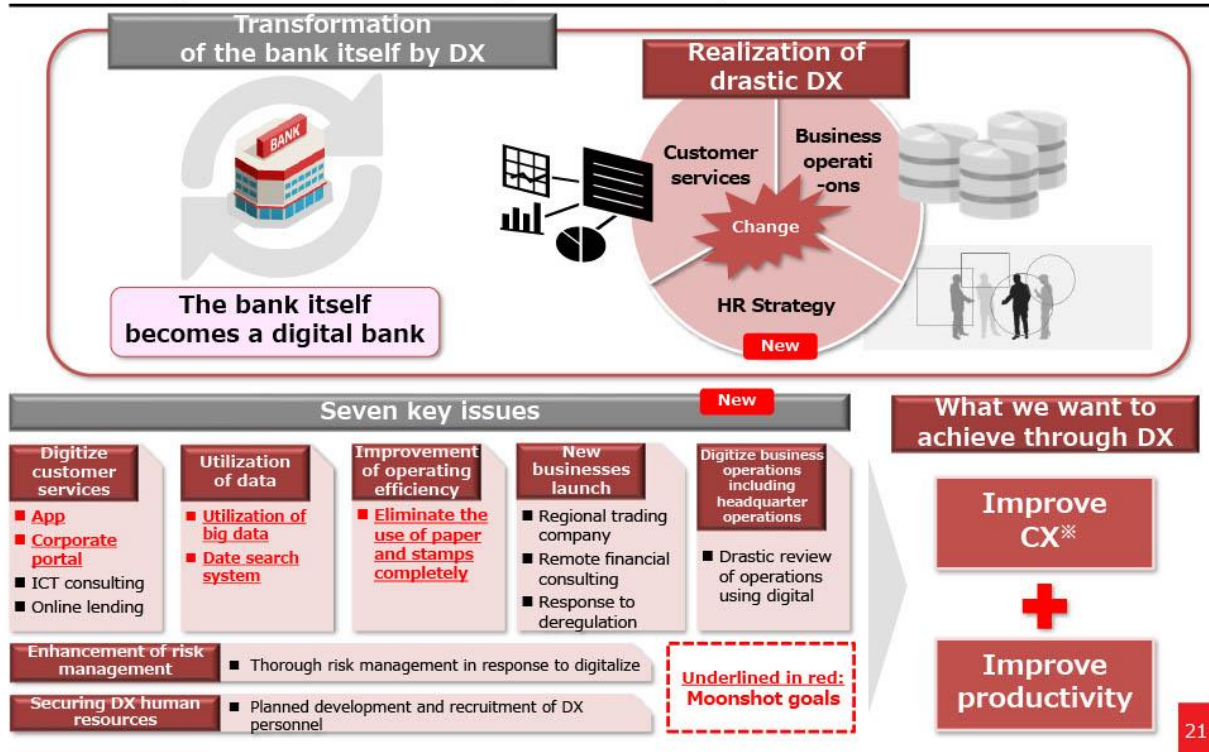 Transformation
of the bank itself by DX
BANK
The bank itself
becomes a digital bank
Realization of
drastic DX
Customer
services
Business
operati
-ons
Change
HR Strategy
New
Seven key issues
New
Digitize
customer
services
■ App
■ Corporate
portal
■ ICT consulting
■ Online lending
Utilization
of data
■ Utilization of
big data
■ Date search
system
Improvement
of operating
efficiency
■ Eliminate the
use of paper
and stamps
completely
New
businesses
launch
■ Regional trading
company
■ Remote financial
consulting
■ Response to
deregulation
Digitize business
operations
including
headquarter
operations
■ Drastic review
of operations
using digital
Enhancement of risk
management
■ Thorough risk management in response to digitalize
Securing DX human
resources
■ Planned development and recruitment of DX
personnel
Underlined in red:
Moonshot goals
What we want to
achieve through DX
Improve
CX※
Improve
productivity
21